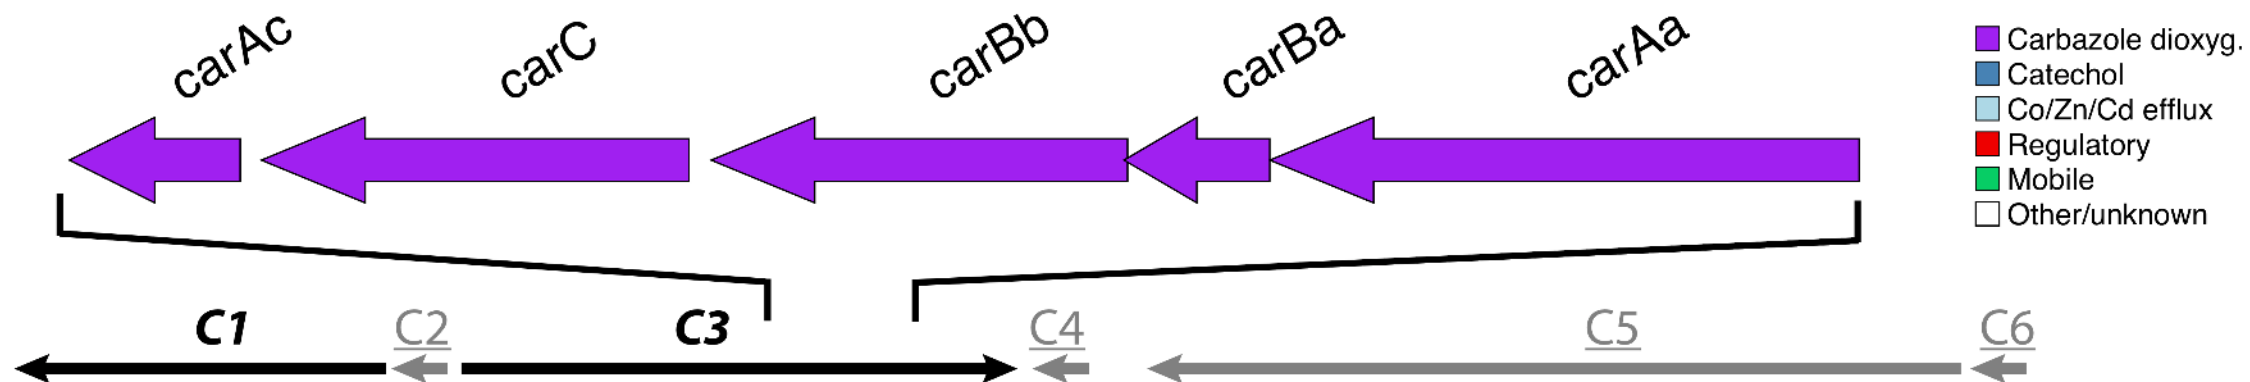 carAc
carC
carBb
carBa
carAa
Carbazole dioxyg.
Catechol
Co/Zn/Cd efflux
Regulatory
Mobile
Other/unknown
C1
C2
C3
C4
C5
C6